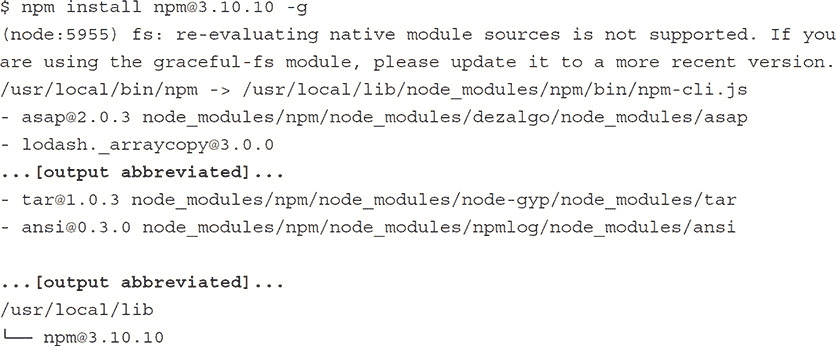 $ npm install npm@3.10.10 -g
(node:5955) fs: re-evaluating native module sources is not supported. If you
are using the graceful-fs module, please update it to a more recent version.
/usr/local/bin/npm -> /usr/local/lib/node_modules/npm/bin/npm-cli.js
- asap@2.0.3 node_modules/npm/node_modules/dezalgo/node_modules/asap
- lodash._arraycopy@3.0.0
...[output abbreviated]...
- tar@1.0.3 node_modules/npm/node_modules/node-gyp/node_modules/tar
- ansi@0.3.0 node_modules/npm/node_modules/npmlog/node_modules/ansi
...[output abbreviated]...
/usr/local/lib
└── npm@3.10.10